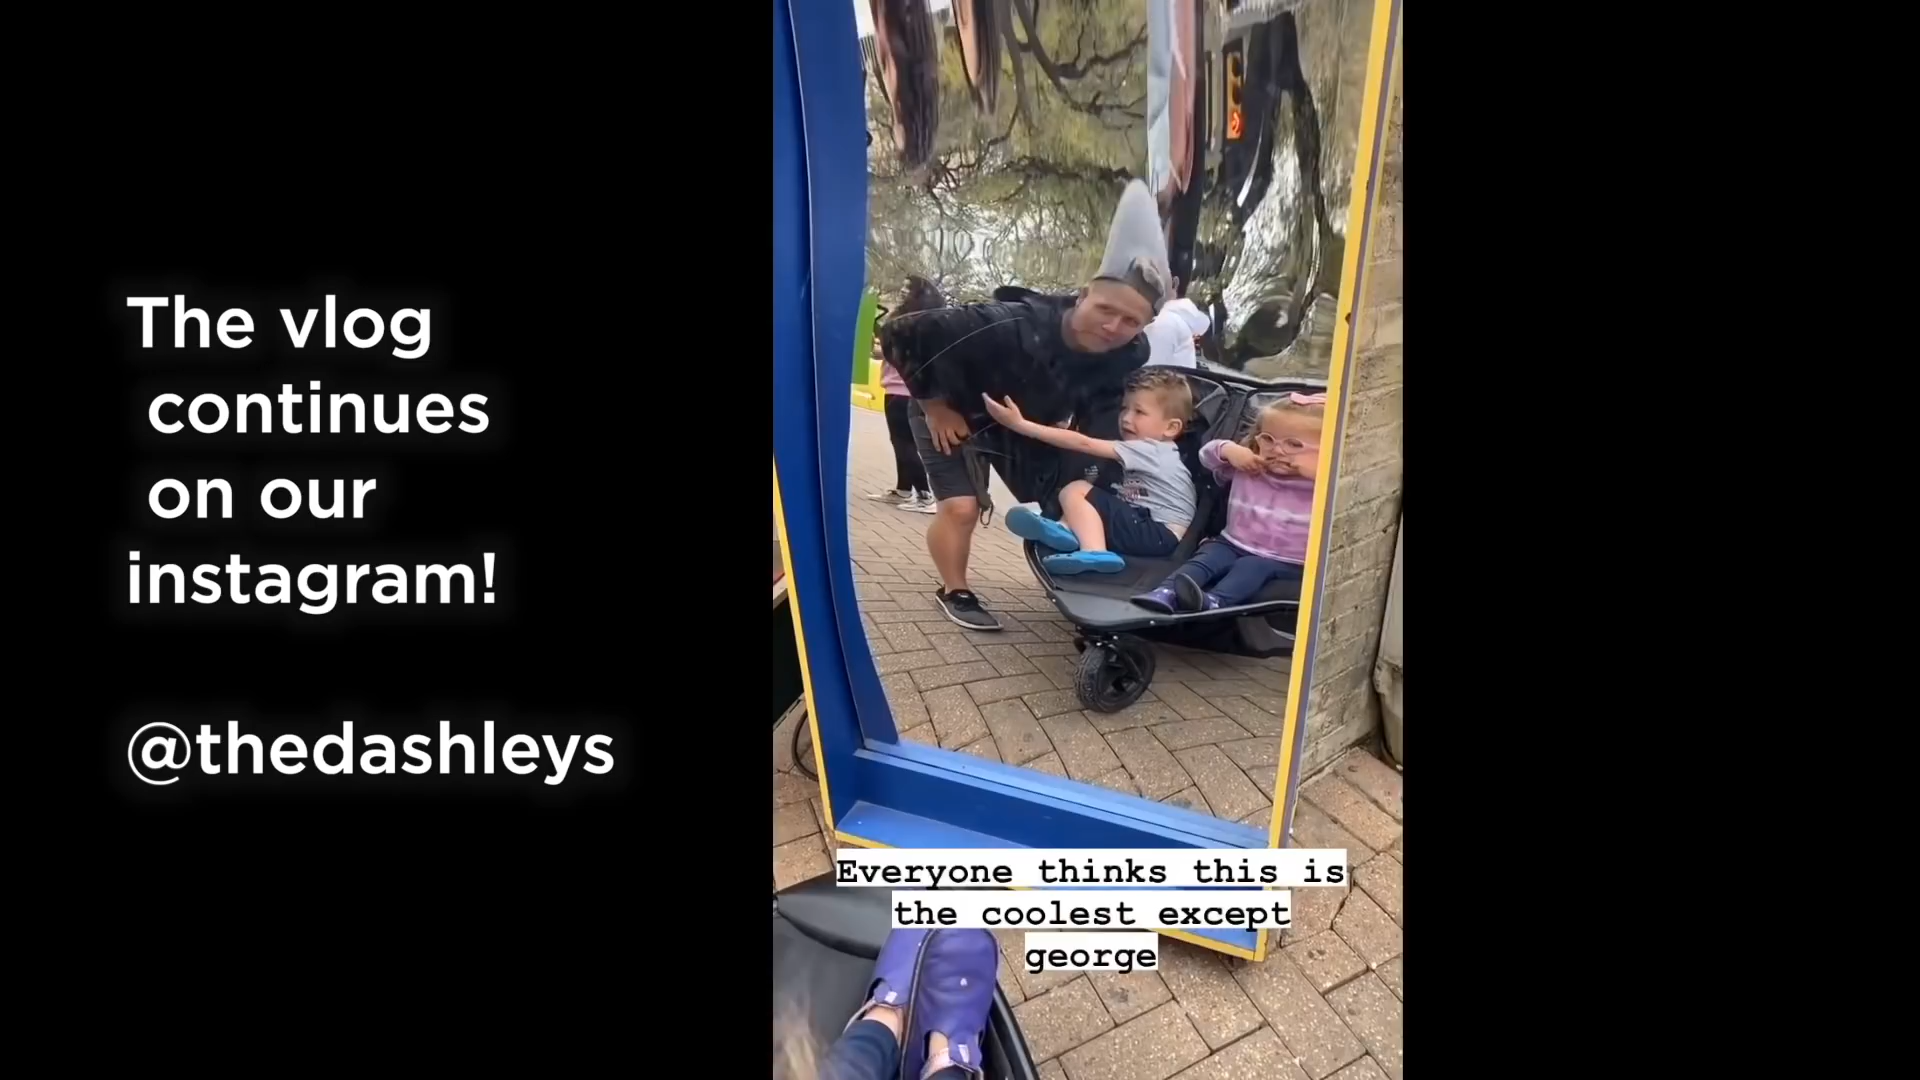 The vlog
continues
on our
instagram!
@thedashleys
Everyone thinks this is
the coolest except
george